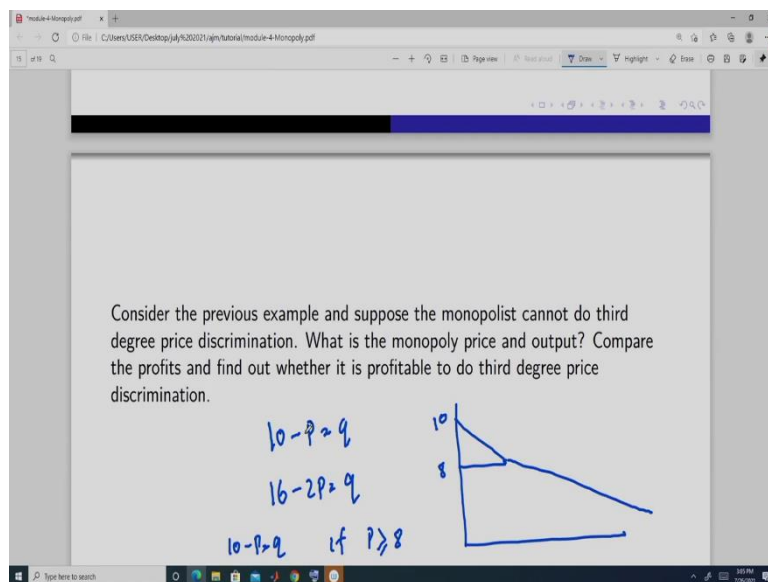 *module-4-Monopoly.pdf
File | C:/Users/USER/Desktop/july%202021/ajm/tutorial/module-4-Monopoly.pdf
15 of 19
Page view
Read aloud
Draw
Highlight
Erase
Consider the previous example and suppose the monopolist cannot do third
degree price discrimination. What is the monopoly price and output? Compare
the profits and find out whether it is profitable to do third degree price
discrimination.
10-P=q
16-2P=q
10-P=q if P≥8
10
8
Type here to search
3:45 PM